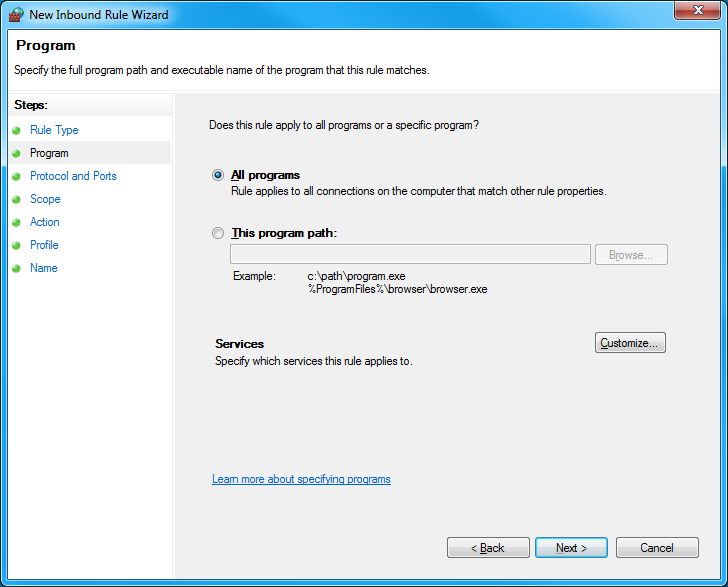 New Inbound Rule Wizard
Program
Specify the full program path and executable name of the program that this rule matches.
Steps:
Rule Type
Program
Protocol and Ports
Scope
Action
Profile
Name
Does this rule apply to all programs or a specific program?
All programs
Rule applies to all connections on the computer that match other rule properties.
This program path:
Browse...
Example: c:\path\program.exe
%ProgramFiles%\browser\browser.exe
Services
Customize...
Specify which services this rule applies to.
Learn more about specifying programs
< Back Next > Cancel